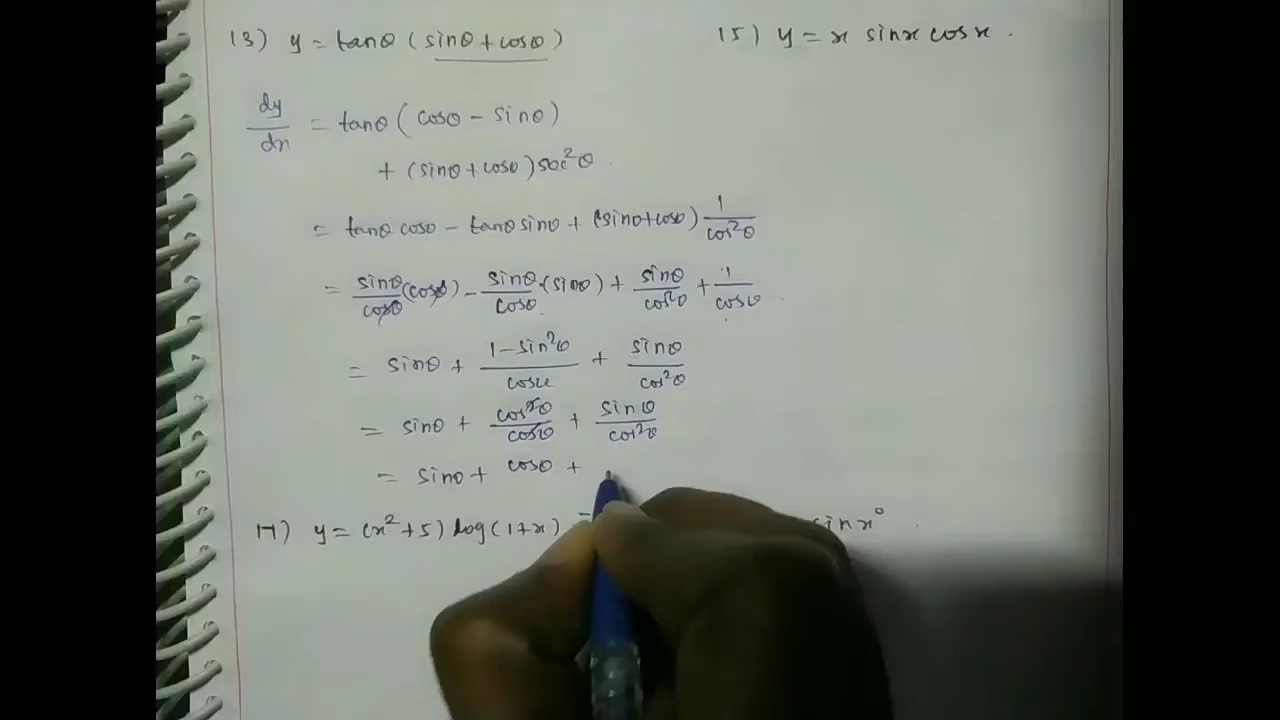 13) y = tanθ (sinθ + cosθ)
15) y = x sinx cosx.
dy/dx = tanθ (cosθ - sinθ)
+ (sinθ + cosθ) sec²θ.
= tanθ cosθ - tanθ sinθ + (sinθ + cosθ) 1/cos²θ
= sinθ/cosθ (cosθ) - sinθ/cosθ . (sinθ) + sinθ/cos²θ + 1/cosθ
= sinθ + 1 - sin²θ/cosθ + sinθ/cos²θ
= sinθ + cos²θ/cosθ + sinθ/cos²θ
= sinθ + cosθ +
17) y = (x² + 5) log(1+x)
sinx° .